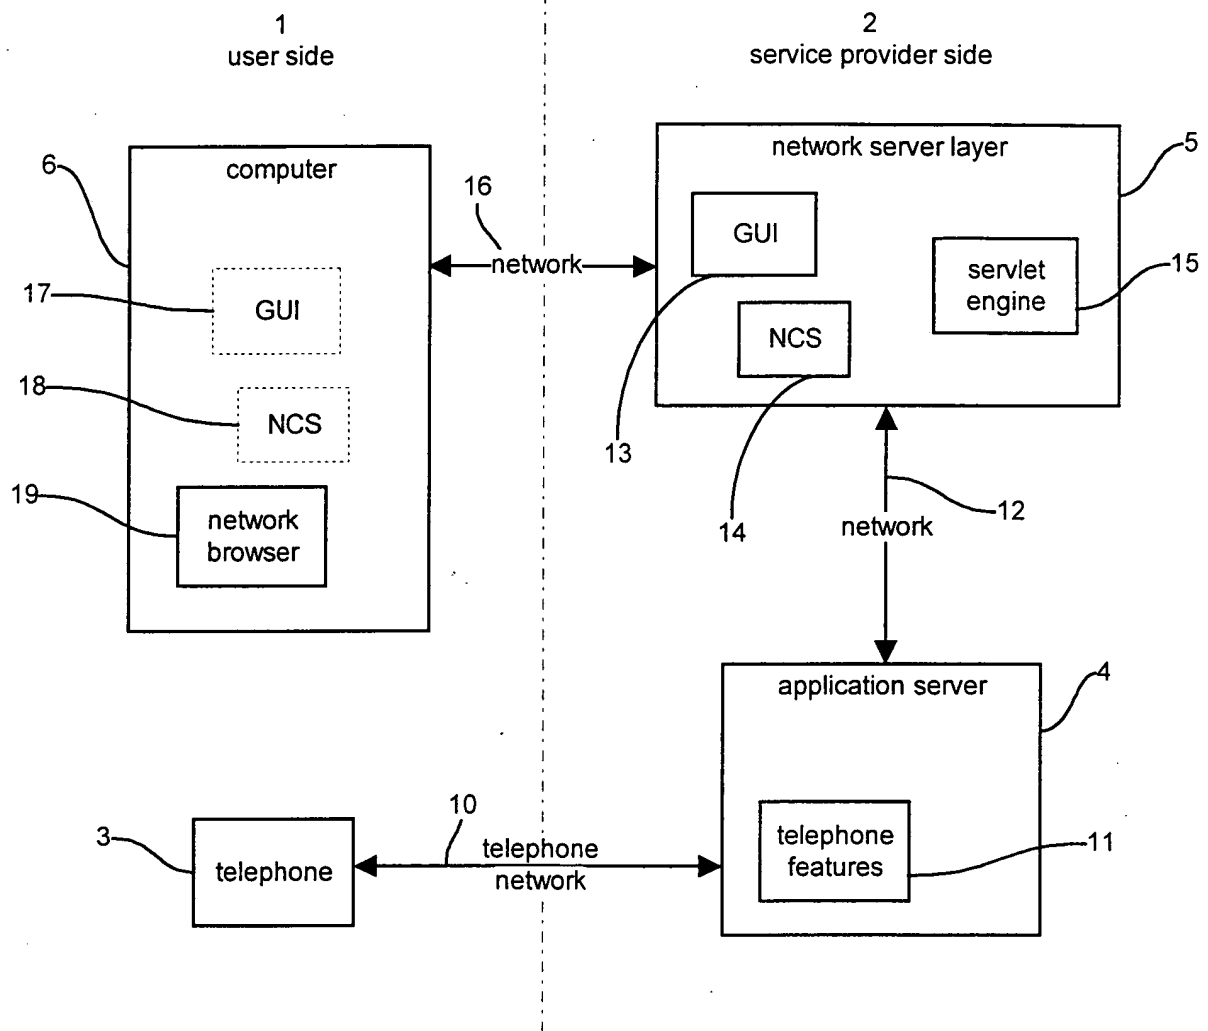 1
user side
2
service provider side
6
computer
16
network
network server layer
5
GUI
servlet
engine
15
17
GUI
NCS
18
NCS
13
14
12
network
19
network
browser
application server
4
3
telephone
10
telephone
network
telephone
features
11